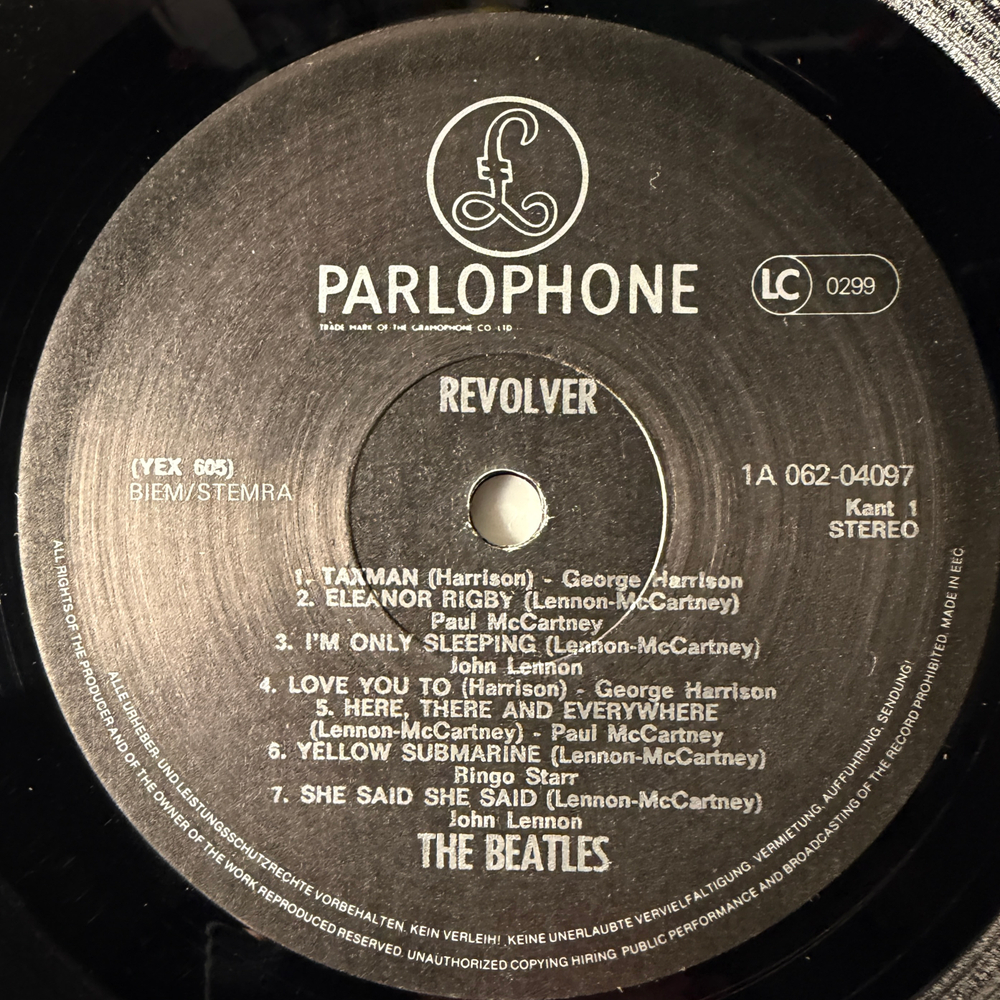 £
PARLOPHONE
TRADE MARK OF THE GRAMOPHONE CO LTD
LC 0299
REVOLVER
(YEX 605)
BIEM/STEMRA
1A 062-04097
Kant 1
STEREO
1. TAXMAN (Harrison) - George Harrison
2. ELEANOR RIGBY (Lennon-McCartney)
Paul McCartney
3. I'M ONLY SLEEPING (Lennon-McCartney)
John Lennon
4. LOVE YOU TO (Harrison) - George Harrison
5. HERE, THERE AND EVERYWHERE
(Lennon-McCartney) - Paul McCartney
6. YELLOW SUBMARINE (Lennon-McCartney)
Ringo Starr
7. SHE SAID SHE SAID (Lennon-McCartney)
John Lennon
THE BEATLES
ALLE URHEBER- UND LEISTUNGSSCHUTZRECHTE VORBEHALTEN. KEIN VERLEIH! KEINE UNERLAUBTE VERVIELFALTIGUNG, VERMIETUNG, AUFFUHRUNG, SENDUNG!
ALL RIGHTS OF THE PRODUCER AND OF THE OWNER OF THE WORK REPRODUCED RESERVED. UNAUTHORIZED COPYING HIRING PUBLIC PERFORMANCE AND BROADCASTING OF THE RECORD PROHIBITED. MADE IN EEC